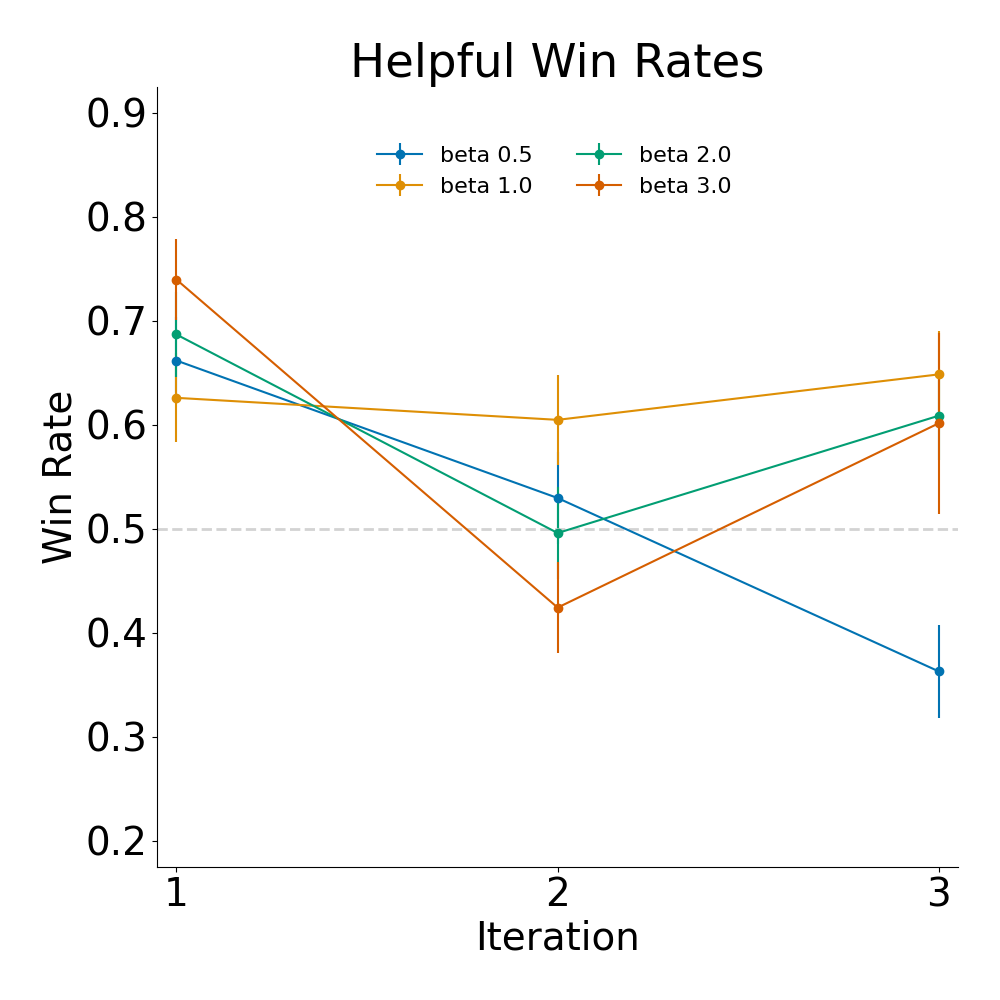 Helpful Win Rates
beta 0.5
beta 1.0
beta 2.0
beta 3.0
Win Rate
0.9
0.8
0.7
0.6
0.5
0.4
0.3
0.2
1 2 3
Iteration